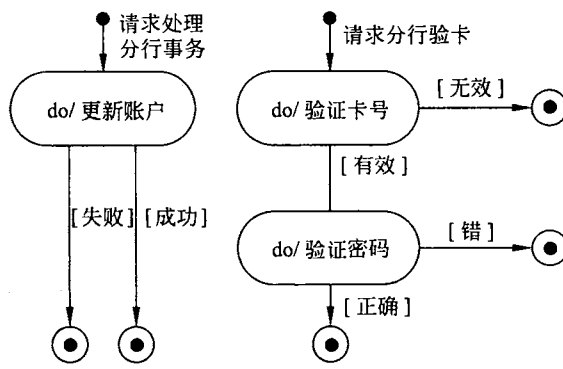 请求处理
分行事务
do/ 更新账户
[失败]
[成功]
请求分行验卡
do/ 验证卡号
[无效]
[有效]
do/ 验证密码
[错]
[正确]